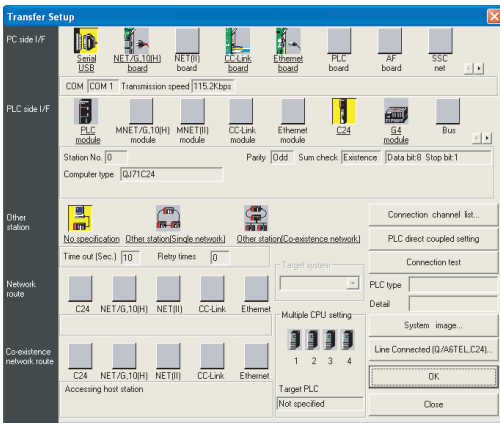 Transfer Setup
PC side I/F
Serial USB
NET/G,10(H) board
NET(II) board
CC-Link board
Ethernet board
PLC board
AF board
SSC net
COM COM 1 Transmission speed 115.2Kbps
PLC side I/F
PLC module
MNET/G,10(H) module
MNET(II) module
CC-Link module
Ethernet module
C24
G4 module
Bus
Station No. 0 Parity Odd Sum check Existence Data bit:8 Stop bit:1
Computer type QJ71C24
Other station
No specification
Other station(Single network)
Other station(Co-existence network)
Time out (Sec.) 10 Retry times 0
Target system
Network route
C24 NET/G,10(H) NET(II) CC-Link Ethernet
Multiple CPU setting
1 2 3 4
Co-existence network route
C24 NET/G,10(H) NET(II) CC-Link Ethernet
Accessing host station
Target PLC
Not specified
Connection channel list...
PLC direct coupled setting
Connection test
PLC type
Detail
System image...
Line Connected (Q/A6TEL,C24)...
OK
Close